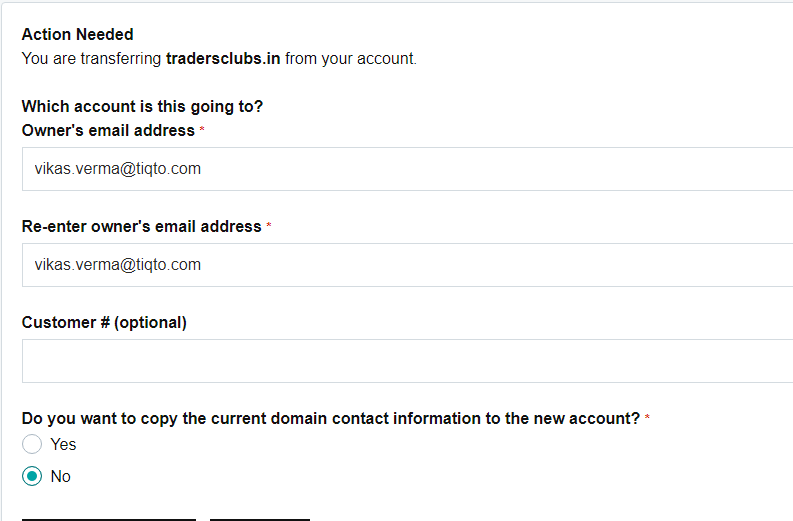 Action Needed
You are transferring tradersclubs.in from your account.
Which account is this going to?
Owner's email address *
vikas.verma@tiqto.com
Re-enter owner's email address *
vikas.verma@tiqto.com
Customer # (optional)
Do you want to copy the current domain contact information to the new account? *
Yes
No